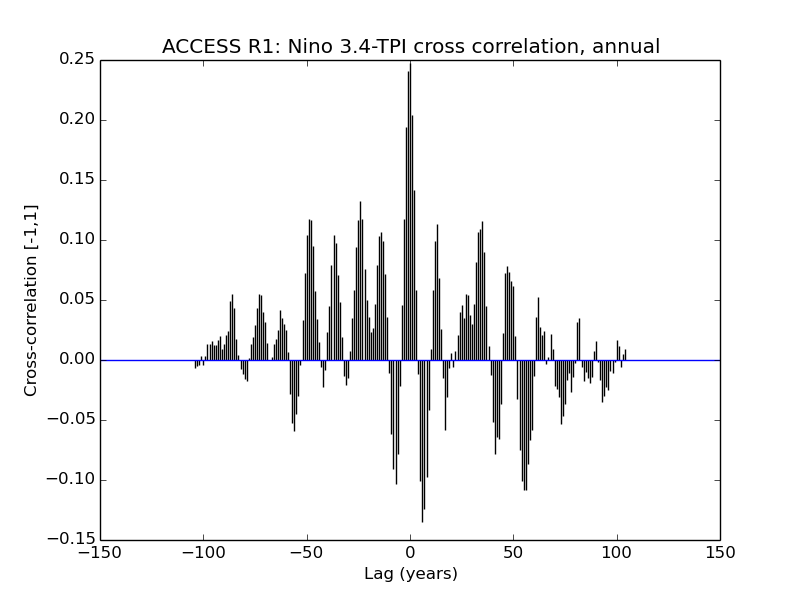 ACCESS R1: Nino 3.4-TPI cross correlation, annual
0.25
0.20
0.15
0.10
0.05
0.00
−0.05
−0.10
−0.15
Cross-correlation [-1,1]
−150 −100 −50 0 50 100 150
Lag (years)